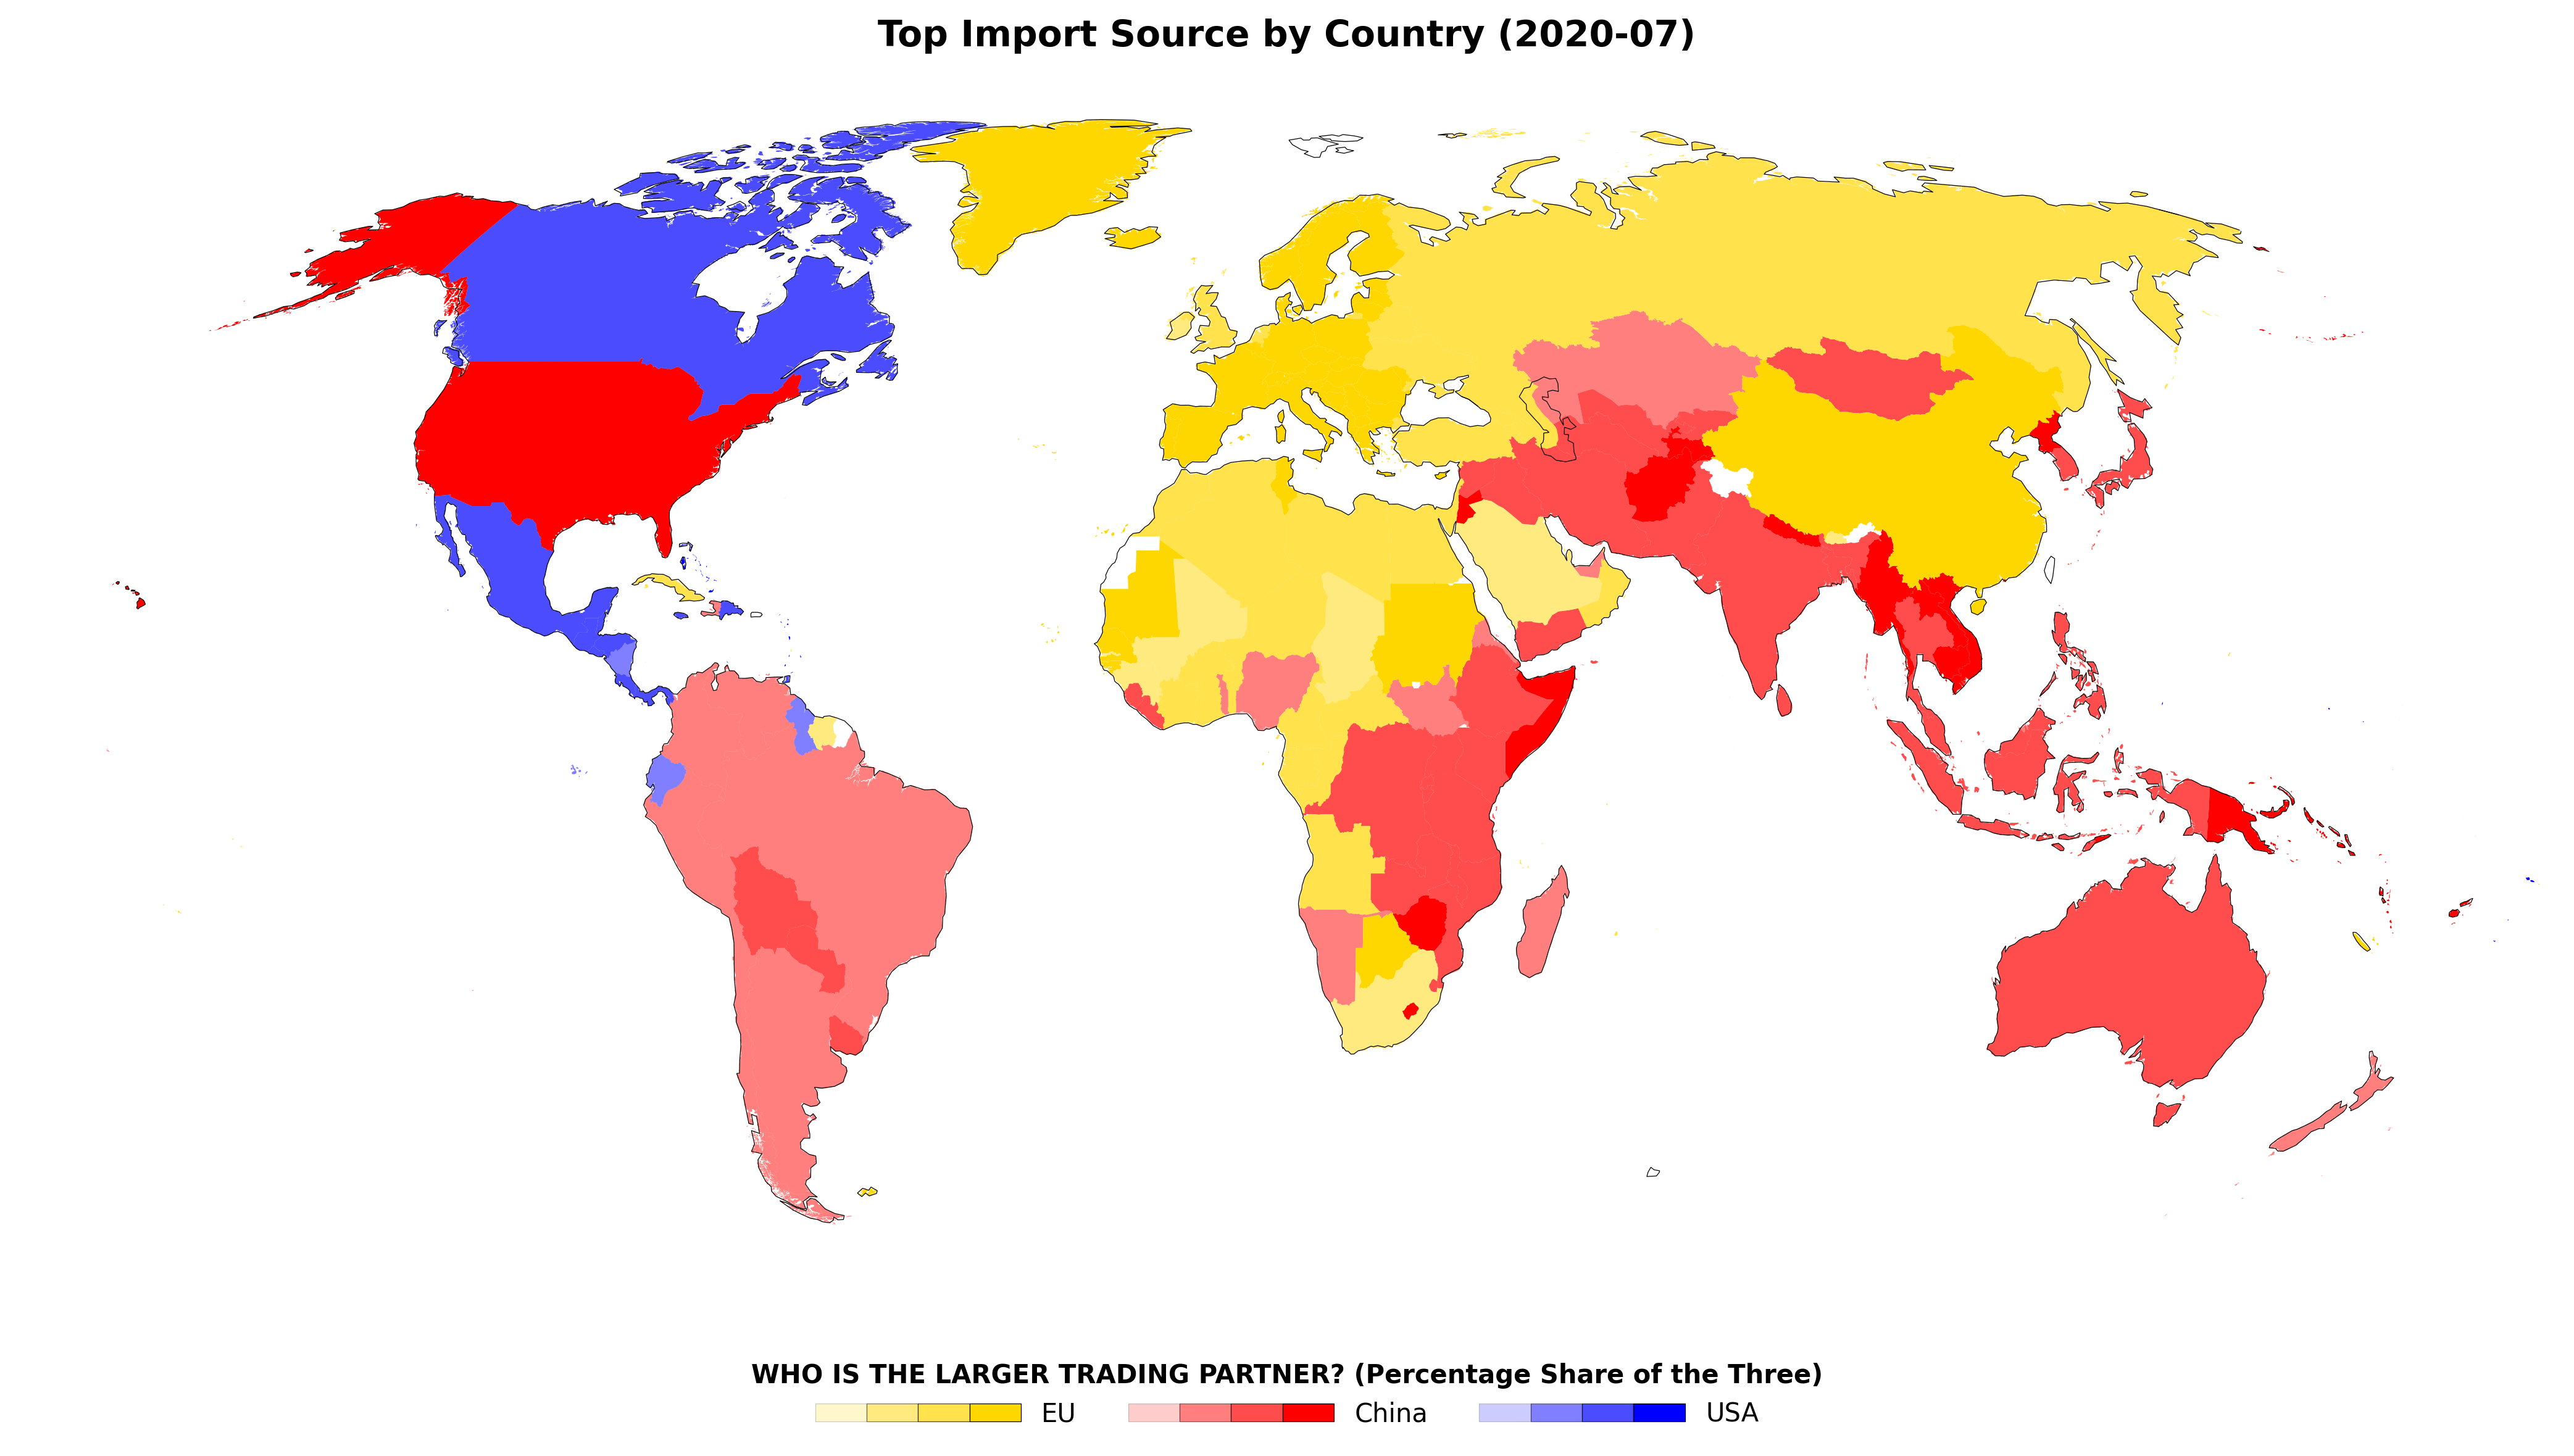 Top Import Source by Country (2020-07)
WHO IS THE LARGER TRADING PARTNER? (Percentage Share of the Three)
EU China USA